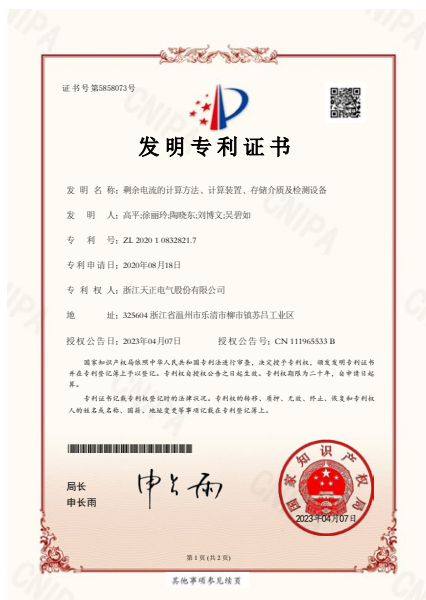 证书号第5858073号
发明专利证书
发 明 名 称：剩余电流的计算方法、计算装置、存储介质及检测设备
发 明 人：高平;徐丽玲;陶晓东;刘博文;吴碧如
专 利 号：ZL 2020 1 0832821.7
专利申请日：2020年08月18日
专 利 权 人：浙江天正电气股份有限公司
地 址：325604 浙江省温州市乐清市柳市镇苏吕工业区
授权公告日：2023年04月07日 授权公告号：CN 111965533 B
国家知识产权局依照中华人民共和国专利法进行审查，决定授予专利权，颁发发明专利证书
并在专利登记簿上予以登记。专利权自授权公告之日起生效。专利权期限为二十年，自申请日起
算。
专利证书记载专利权登记时的法律状况。专利权的转移、质押、无效、终止、恢复和专利权
人的姓名或名称、国籍、地址变更等事项记载在专利登记簿上。
局长
申长雨
申长雨
国家知识产权局
2023年04月07日
第 1 页 (共 2 页)
其他事项参见续页
CNIPA